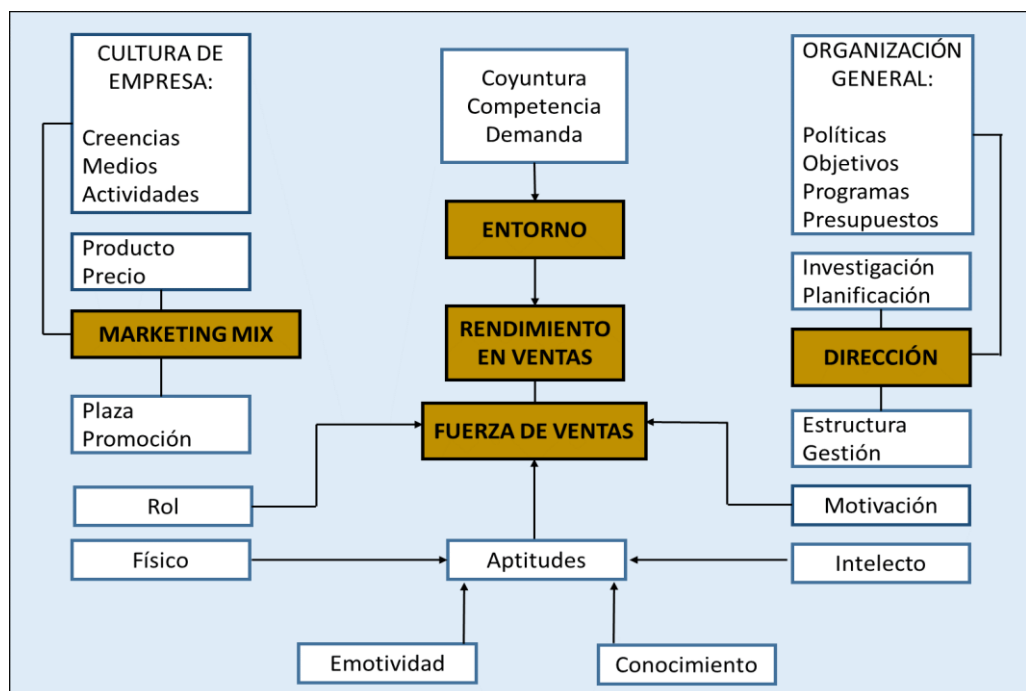 CULTURA DE
EMPRESA:
Creencias
Medios
Actividades
Coyuntura
Competencia
Demanda
ORGANIZACIÓN
GENERAL:
Políticas
Objetivos
Programas
Presupuestos
ENTORNO
Producto
Precio
Investigación
Planificación
MARKETING MIX
RENDIMIENTO
EN VENTAS
DIRECCIÓN
Plaza
Promoción
FUERZA DE VENTAS
Estructura
Gestión
Rol
Motivación
Físico
Aptitudes
Intelecto
Emotividad
Conocimiento